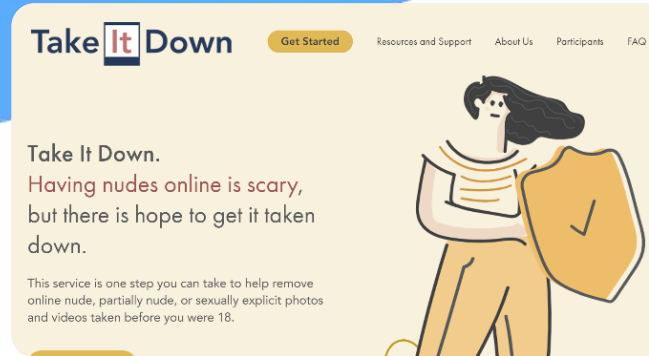 Take It Down
Get Started
Resources and Support
About Us
Participants
FAQ
Take It Down.
Having nudes online is scary,
but there is hope to get it taken
down.
This service is one step you can take to help remove
online nude, partially nude, or sexually explicit photos
and videos taken before you were 18.